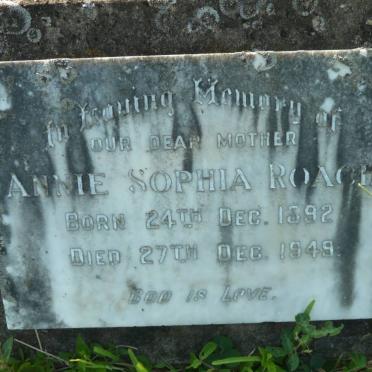 In Loving Memory of
OUR DEAR MOTHER
ANNIE SOPHIA ROACH
BORN 24TH DEC. 1892
DIED 27TH DEC. 1949.
GOD IS LOVE.